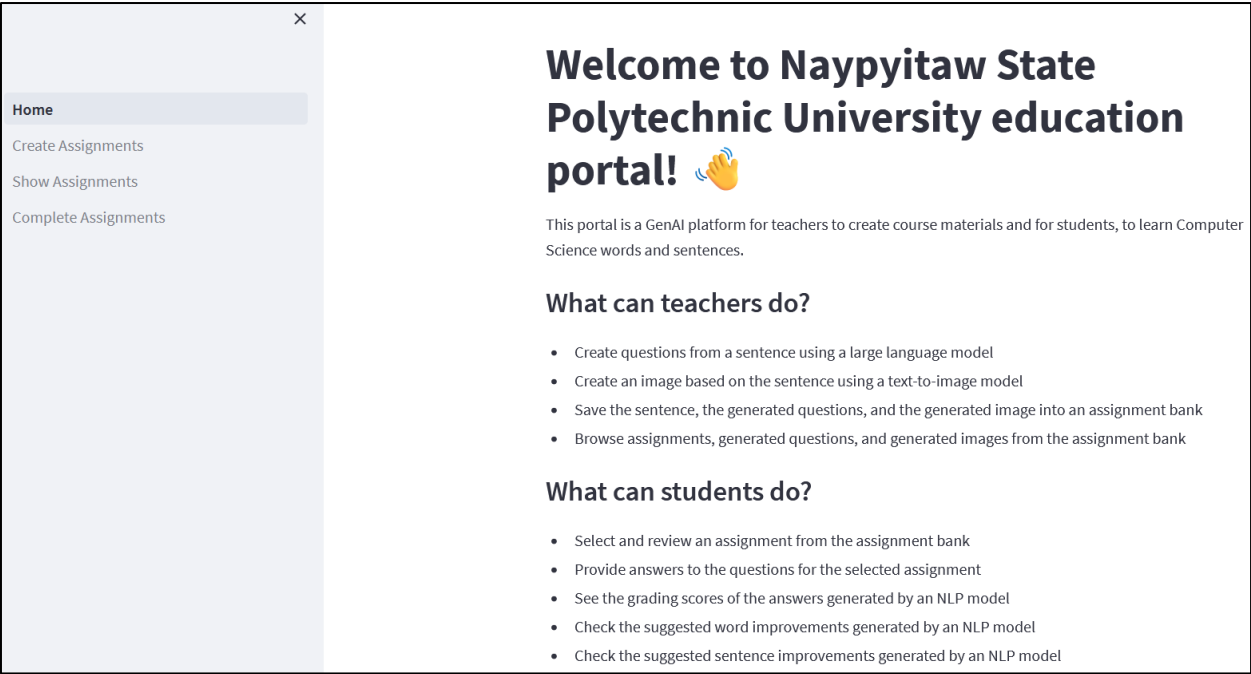 Home
Create Assignments
Show Assignments
Complete Assignments
Welcome to Naypyitaw State
Polytechnic University education
portal! 👋
This portal is a GenAI platform for teachers to create course materials and for students, to learn Computer
Science words and sentences.
What can teachers do?
• Create questions from a sentence using a large language model
• Create an image based on the sentence using a text-to-image model
• Save the sentence, the generated questions, and the generated image into an assignment bank
• Browse assignments, generated questions, and generated images from the assignment bank
What can students do?
• Select and review an assignment from the assignment bank
• Provide answers to the questions for the selected assignment
• See the grading scores of the answers generated by an NLP model
• Check the suggested word improvements generated by an NLP model
• Check the suggested sentence improvements generated by an NLP model